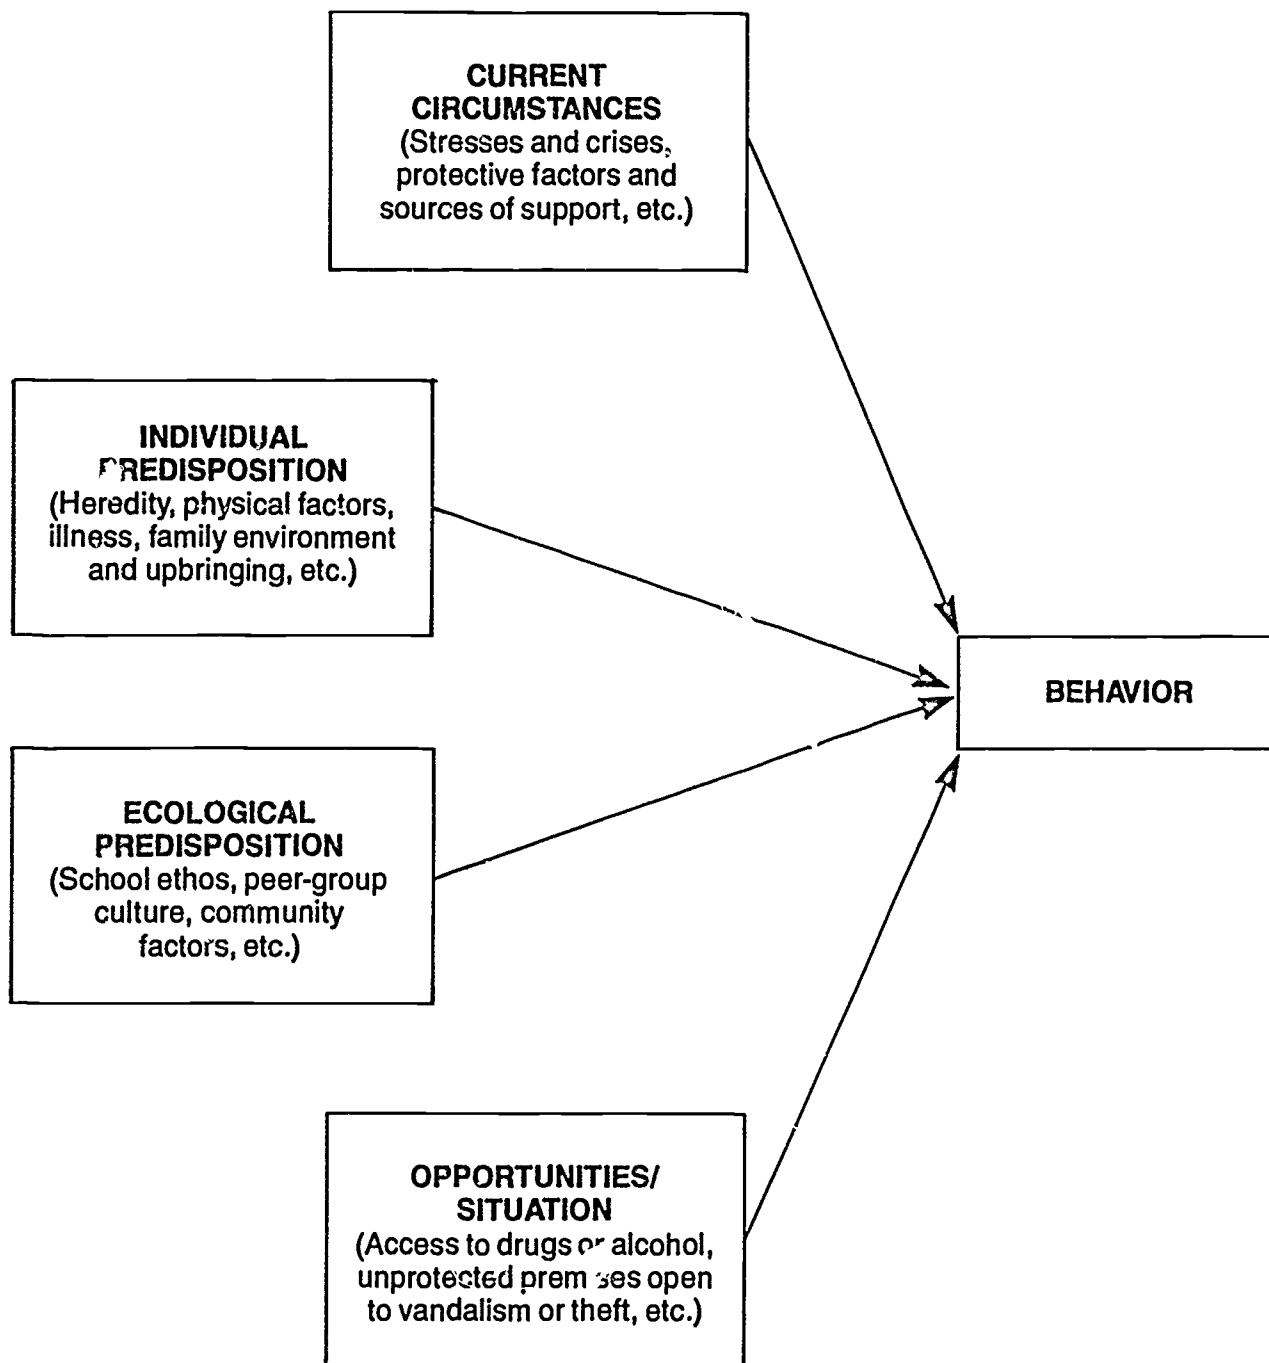 CURRENT
CIRCUMSTANCES
(Stresses and crises,
protective factors and
sources of support, etc.)
INDIVIDUAL
PREDISPOSITION
(Heredity, physical factors,
illness, family environment
and upbringing, etc.)
BEHAVIOR
ECOLOGICAL
PREDISPOSITION
(School ethos, peer-group
culture, community
factors, etc.)
OPPORTUNITIES/
SITUATION
(Access to drugs or alcohol,
unprotected premises open
to vandalism or theft, etc.)